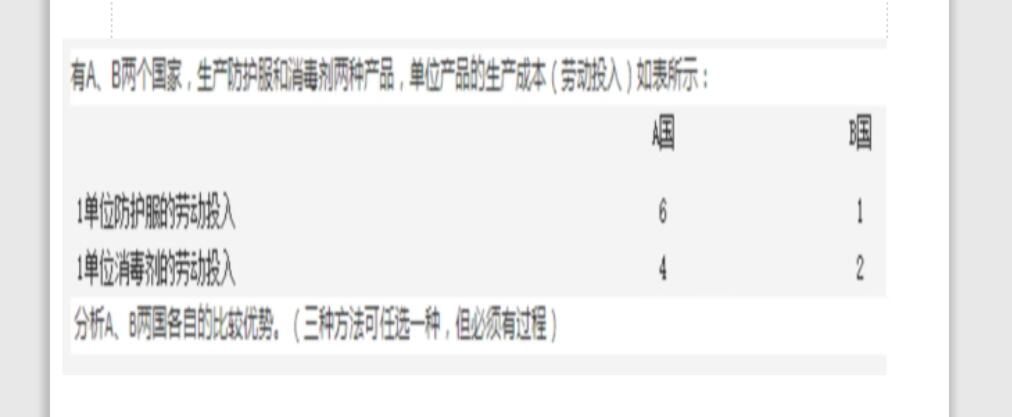 有A、B两个国家，生产防护服和消毒剂两种产品，单位产品的生产成本（劳动投入）如表所示：
A国 B国
1单位防护服的劳动投入 6 1
1单位消毒剂的劳动投入 4 2
分析A、B两国各自的比较优势。（三种方法可任选一种，但必须有过程）